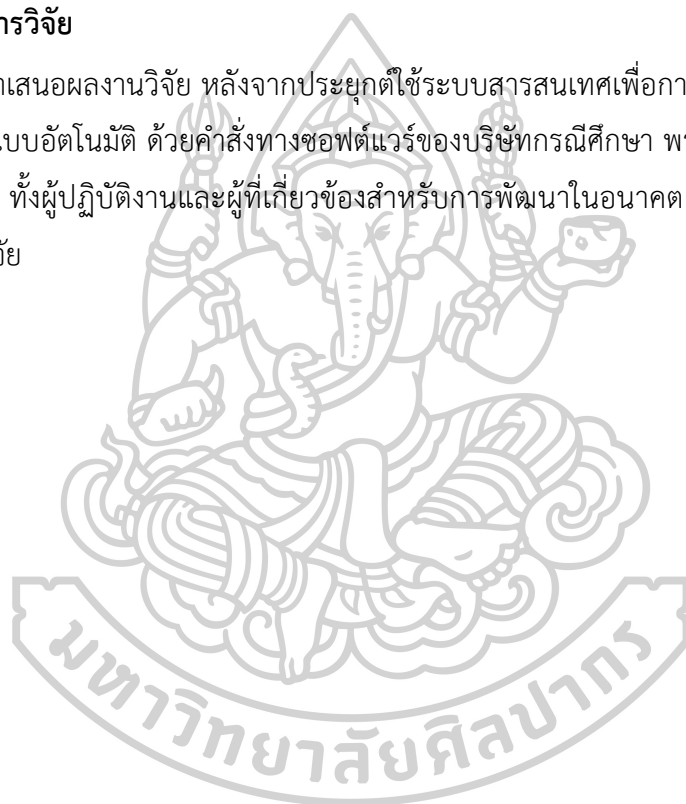 ารวิจัย
าเสนอผลงานวิจัย หลังจากประยุกต์ใช้ระบบสารสนเทศเพื่อกา
แบบอัตโนมัติ ด้วยคำสั่งทางซอฟต์แวร์ของบริษัทกรณีศึกษา พร
ทั้งผู้ปฏิบัติงานและผู้ที่เกี่ยวข้องสำหรับการพัฒนาในอนาคต
จัย
มหาวิทยาลัยศิลปากร